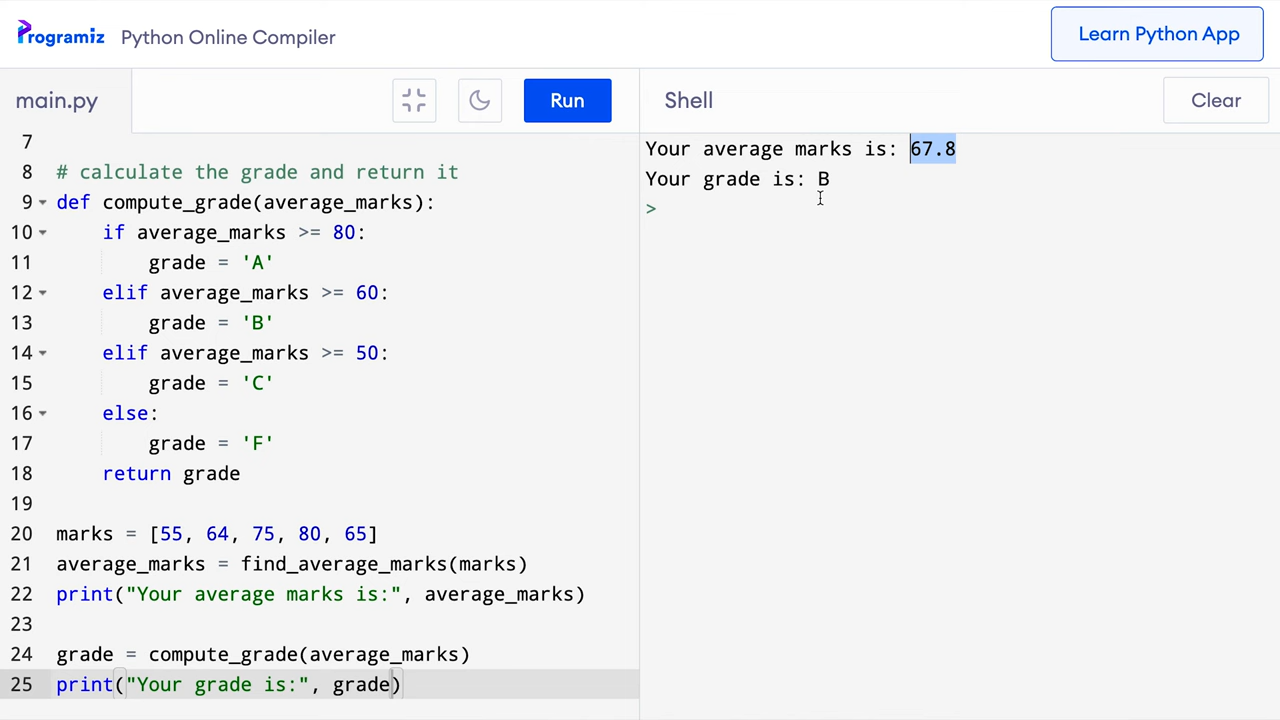 Programiz Python Online Compiler
Learn Python App
main.py
Run
Shell
Clear
7
8 # calculate the grade and return it
9 def compute_grade(average_marks):
10     if average_marks >= 80:
11         grade = 'A'
12     elif average_marks >= 60:
13         grade = 'B'
14     elif average_marks >= 50:
15         grade = 'C'
16     else:
17         grade = 'F'
18     return grade
19
20 marks = [55, 64, 75, 80, 65]
21 average_marks = find_average_marks(marks)
22 print("Your average marks is:", average_marks)
23
24 grade = compute_grade(average_marks)
25 print("Your grade is:", grade)
Your average marks is: 67.8
Your grade is: B
>